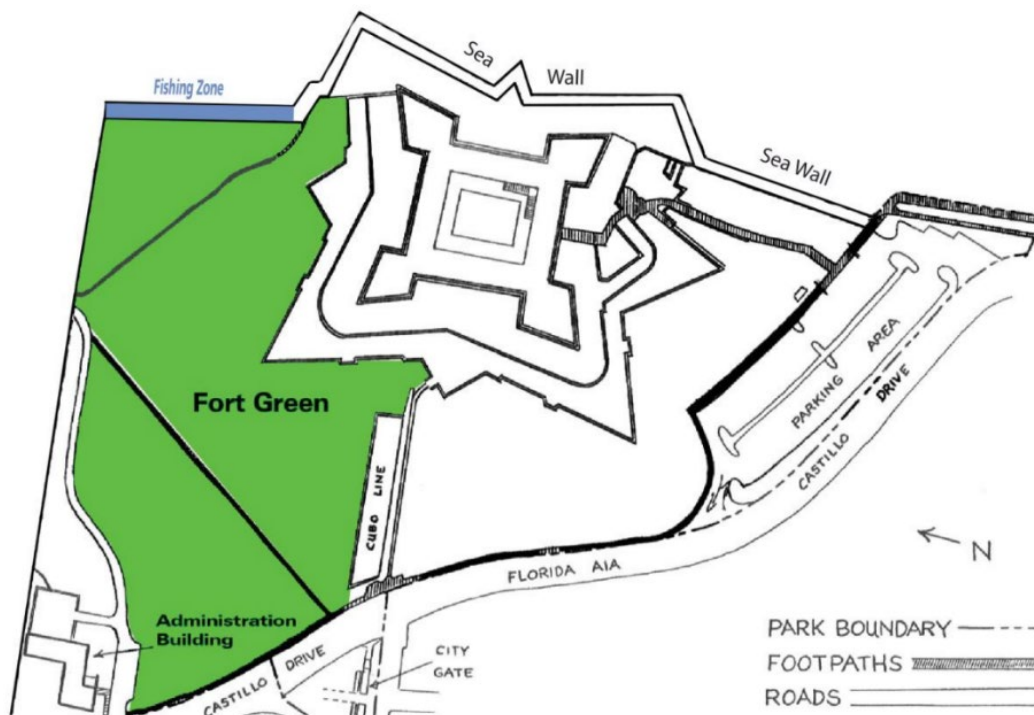 Sea
Wall
Fishing Zone
Sea Wall
Fort Green
PARKING AREA
CASTILLO DRIVE
CUBO LINE
N
FLORIDA A1A
Administration
Building
CASTILLO DRIVE
CITY
GATE
PARK BOUNDARY
FOOTPATHS
ROADS